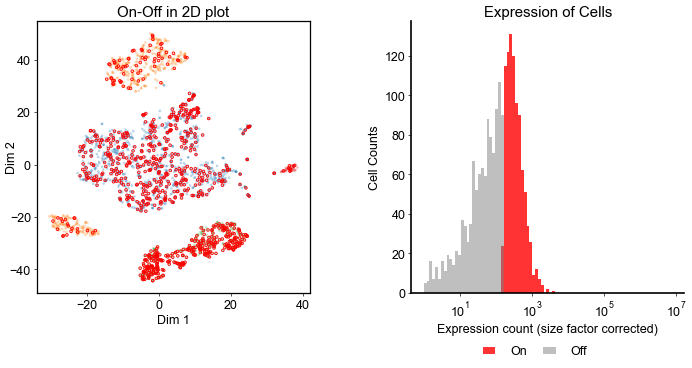 On-Off in 2D plot
Dim 2
40
20
0
−20
−40
−20
0
20
40
Dim 1
Expression of Cells
Cell Counts
120
100
80
60
40
20
0
10^1
10^3
10^5
10^7
Expression count (size factor corrected)
On Off